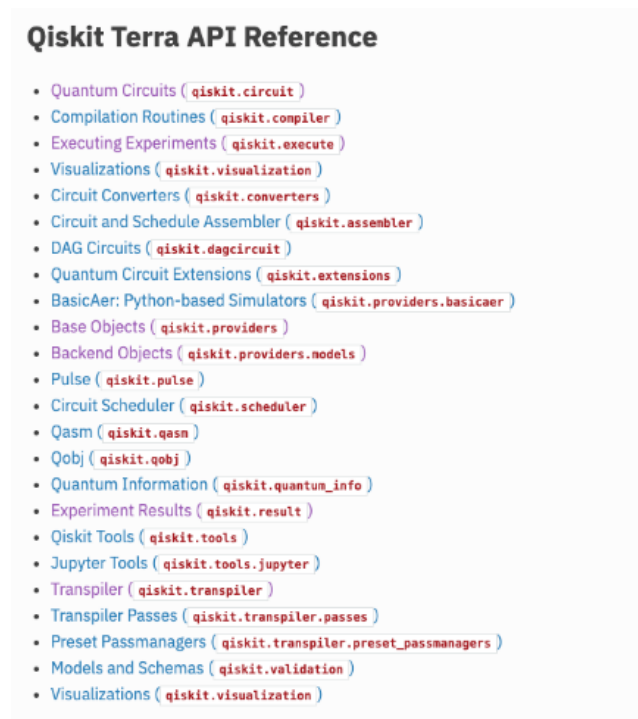 Qiskit Terra API Reference
• Quantum Circuits ( qiskit.circuit )
• Compilation Routines ( qiskit.compiler )
• Executing Experiments ( qiskit.execute )
• Visualizations ( qiskit.visualization )
• Circuit Converters ( qiskit.converters )
• Circuit and Schedule Assembler ( qiskit.assembler )
• DAG Circuits ( qiskit.dagcircuit )
• Quantum Circuit Extensions ( qiskit.extensions )
• BasicAer: Python-based Simulators ( qiskit.providers.basicaer )
• Base Objects ( qiskit.providers )
• Backend Objects ( qiskit.providers.models )
• Pulse ( qiskit.pulse )
• Circuit Scheduler ( qiskit.scheduler )
• Qasm ( qiskit.qasm )
• Qobj ( qiskit.qobj )
• Quantum Information ( qiskit.quantum_info )
• Experiment Results ( qiskit.result )
• Qiskit Tools ( qiskit.tools )
• Jupyter Tools ( qiskit.tools.jupyter )
• Transpiler ( qiskit.transpiler )
• Transpiler Passes ( qiskit.transpiler.passes )
• Preset Passmanagers ( qiskit.transpiler.preset_passmanagers )
• Models and Schemas ( qiskit.validation )
• Visualizations ( qiskit.visualization )